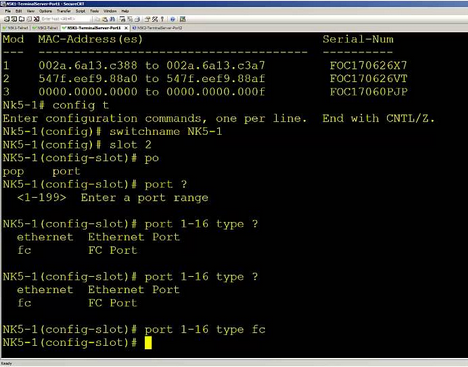 NSK1-TerminalServer-Port1 - SecureCRT
File Edit View Options Transfer Script Tools Help
Mod MAC-Address(es) Serial-Num
--- -------------------------------------- ----------
1 002a.6a13.c388 to 002a.6a13.c3a7 FOC170626X7
2 547f.eef9.88a0 to 547f.eef9.88af FOC170626VT
3 0000.0000.0000 to 0000.0000.000f FOC17060PJP
Nk5-1# config t
Enter configuration commands, one per line. End with CNTL/Z.
Nk5-1(config)# switchname NK5-1
NK5-1(config)# slot 2
NK5-1(config-slot)# po
pop port
NK5-1(config-slot)# port ?
<1-199> Enter a port range
NK5-1(config-slot)# port 1-16 type ?
ethernet Ethernet Port
fc FC Port
NK5-1(config-slot)# port 1-16 type ?
ethernet Ethernet Port
fc FC Port
NK5-1(config-slot)# port 1-16 type fc
NK5-1(config-slot)#
Ready